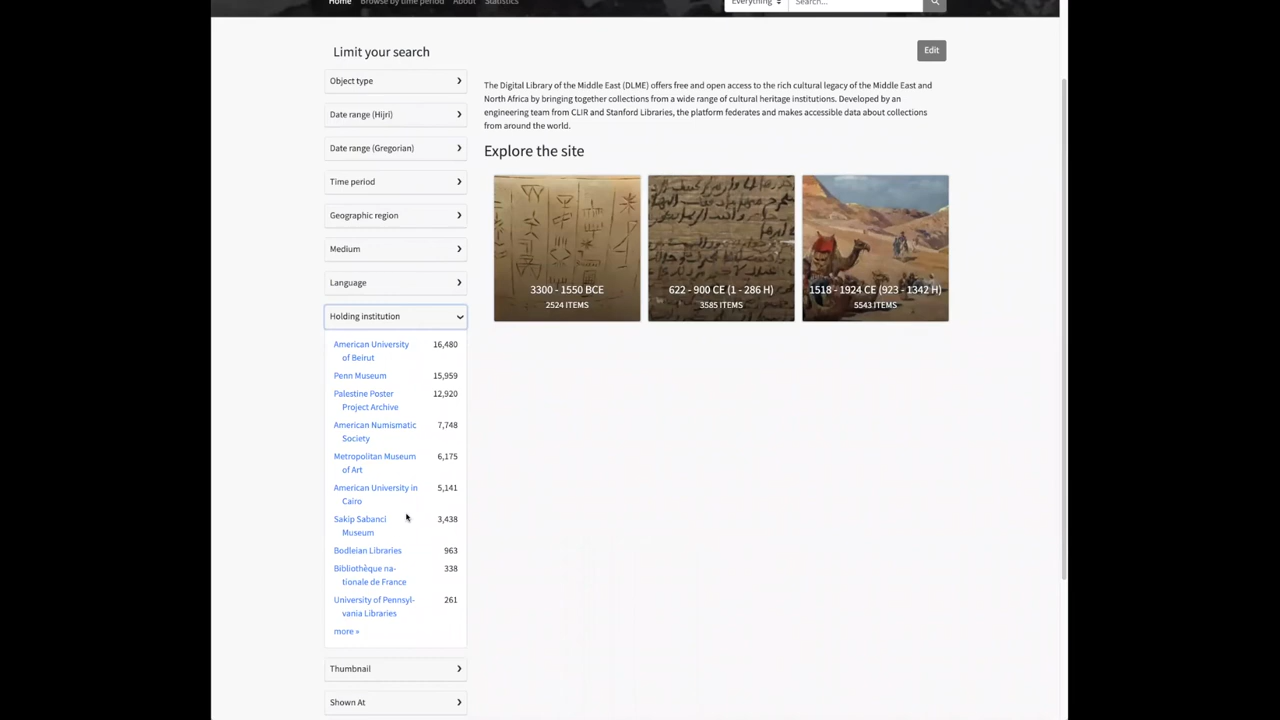 Home Browse by time period About Statistics
Everything Search...
Limit your search
Edit
Object type
Date range (Hijri)
Date range (Gregorian)
Time period
Geographic region
Medium
Language
Holding institution
American University 16,480
of Beirut
Penn Museum 15,959
Palestine Poster 12,920
Project Archive
American Numismatic 7,748
Society
Metropolitan Museum 6,175
of Art
American University in 5,141
Cairo
Sakip Sabanci 3,438
Museum
Bodleian Libraries 963
Bibliothèque na- 338
tionale de France
University of Pennsyl- 261
vania Libraries
more »
Thumbnail
Shown At
The Digital Library of the Middle East (DLME) offers free and open access to the rich cultural legacy of the Middle East and
North Africa by bringing together collections from a wide range of cultural heritage institutions. Developed by an
engineering team from CLIR and Stanford Libraries, the platform federates and makes accessible data about collections
from around the world.
Explore the site
3300 - 1550 BCE
2524 ITEMS
622 - 900 CE (1 - 286 H)
3585 ITEMS
1518 - 1924 CE (923 - 1342 H)
5543 ITEMS